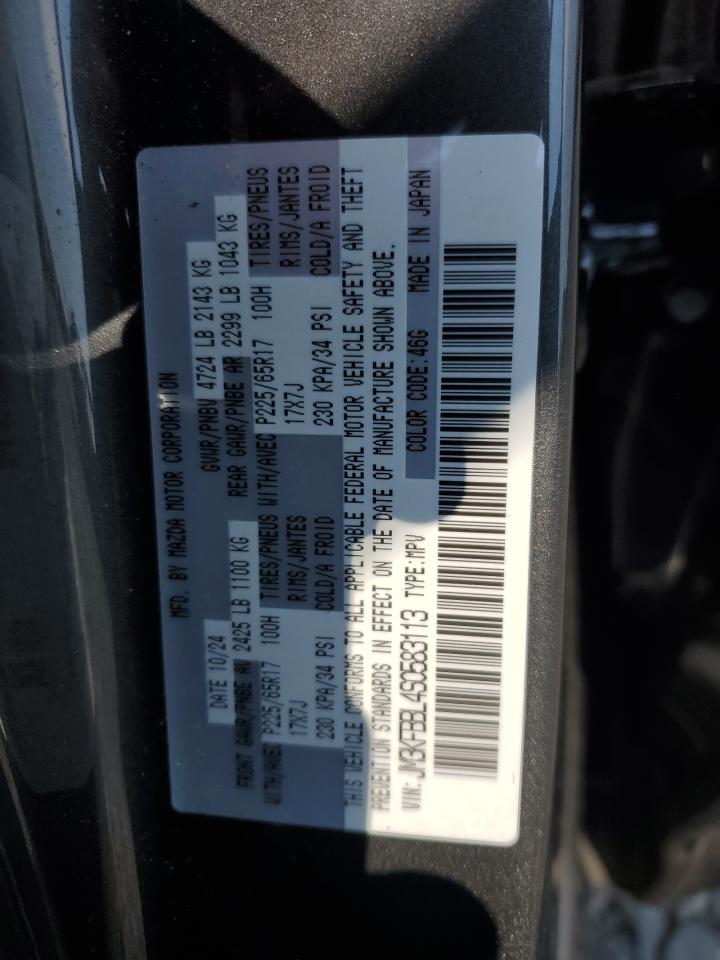 MFD. BY MAZDA MOTOR CORPORATION
DATE 10/24 GVWR/PNBV 4724 LB 2143 KG
FRONT GAWR/PNBE AV 2425 LB 1100 KG REAR GAWR/PNBE AR 2299 LB 1043 KG
WITH/AVEC P225/65R17 100H TIRES/PNEUS WITH/AVEC P225/65R17 100H TIRES/PNEUS
17X7J RIMS/JANTES 17X7J RIMS/JANTES
230 KPA/34 PSI COLD/A FROID 230 KPA/34 PSI COLD/A FROID
THIS VEHICLE CONFORMS TO ALL APPLICABLE FEDERAL MOTOR VEHICLE SAFETY AND THEFT
PREVENTION STANDARDS IN EFFECT ON THE DATE OF MANUFACTURE SHOWN ABOVE.
VIN:JM3KFBBL4S0583113 TYPE:MPV COLOR CODE:46G MADE IN JAPAN